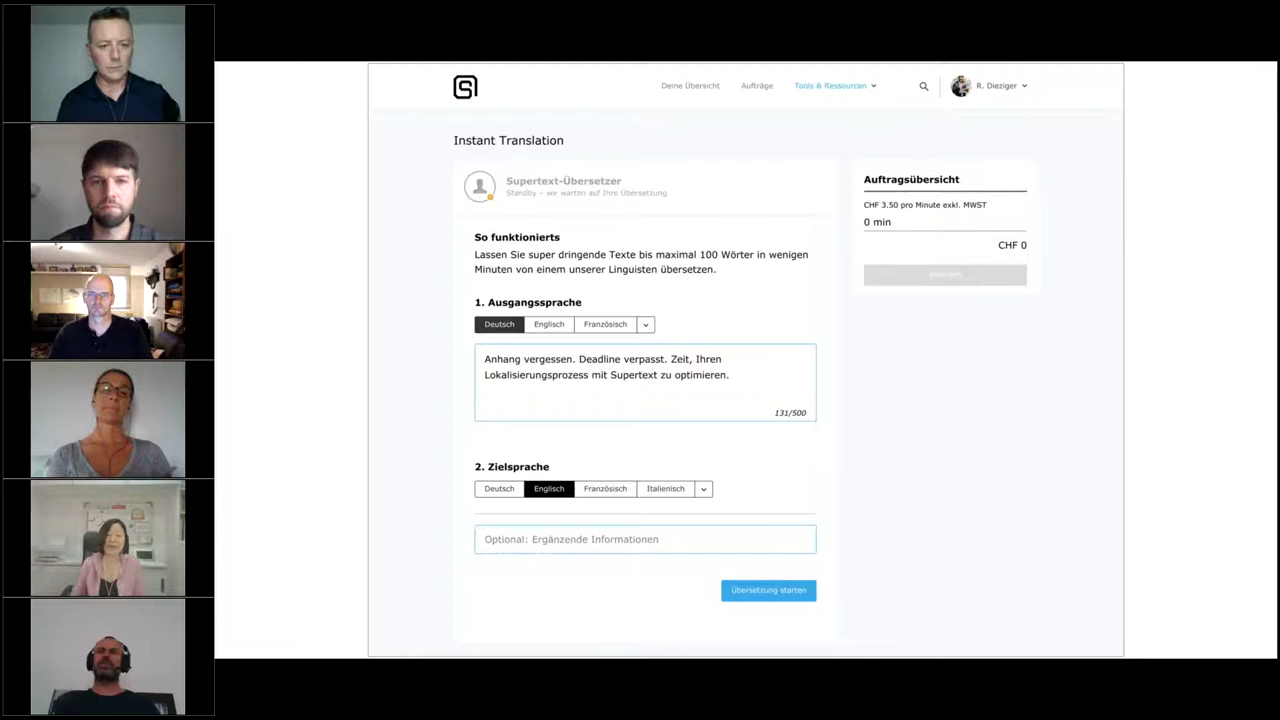 Deine Übersicht
Aufträge
Tools & Ressourcen
R. Dieziger
Instant Translation
Supertext-Übersetzer
Standby – wir warten auf Ihre Übersetzung
So funktionierts
Lassen Sie super dringende Texte bis maximal 100 Wörter in wenigen
Minuten von einem unserer Linguisten übersetzen.
1. Ausgangssprache
Deutsch
Englisch
Französisch
Anhang vergessen. Deadline verpasst. Zeit, Ihren
Lokalisierungsprozess mit Supertext zu optimieren.
131/500
2. Zielsprache
Deutsch
Englisch
Französisch
Italienisch
Optional: Ergänzende Informationen
Übersetzung starten
Auftragsübersicht
CHF 3.50 pro Minute exkl. MWST
0 min
CHF 0